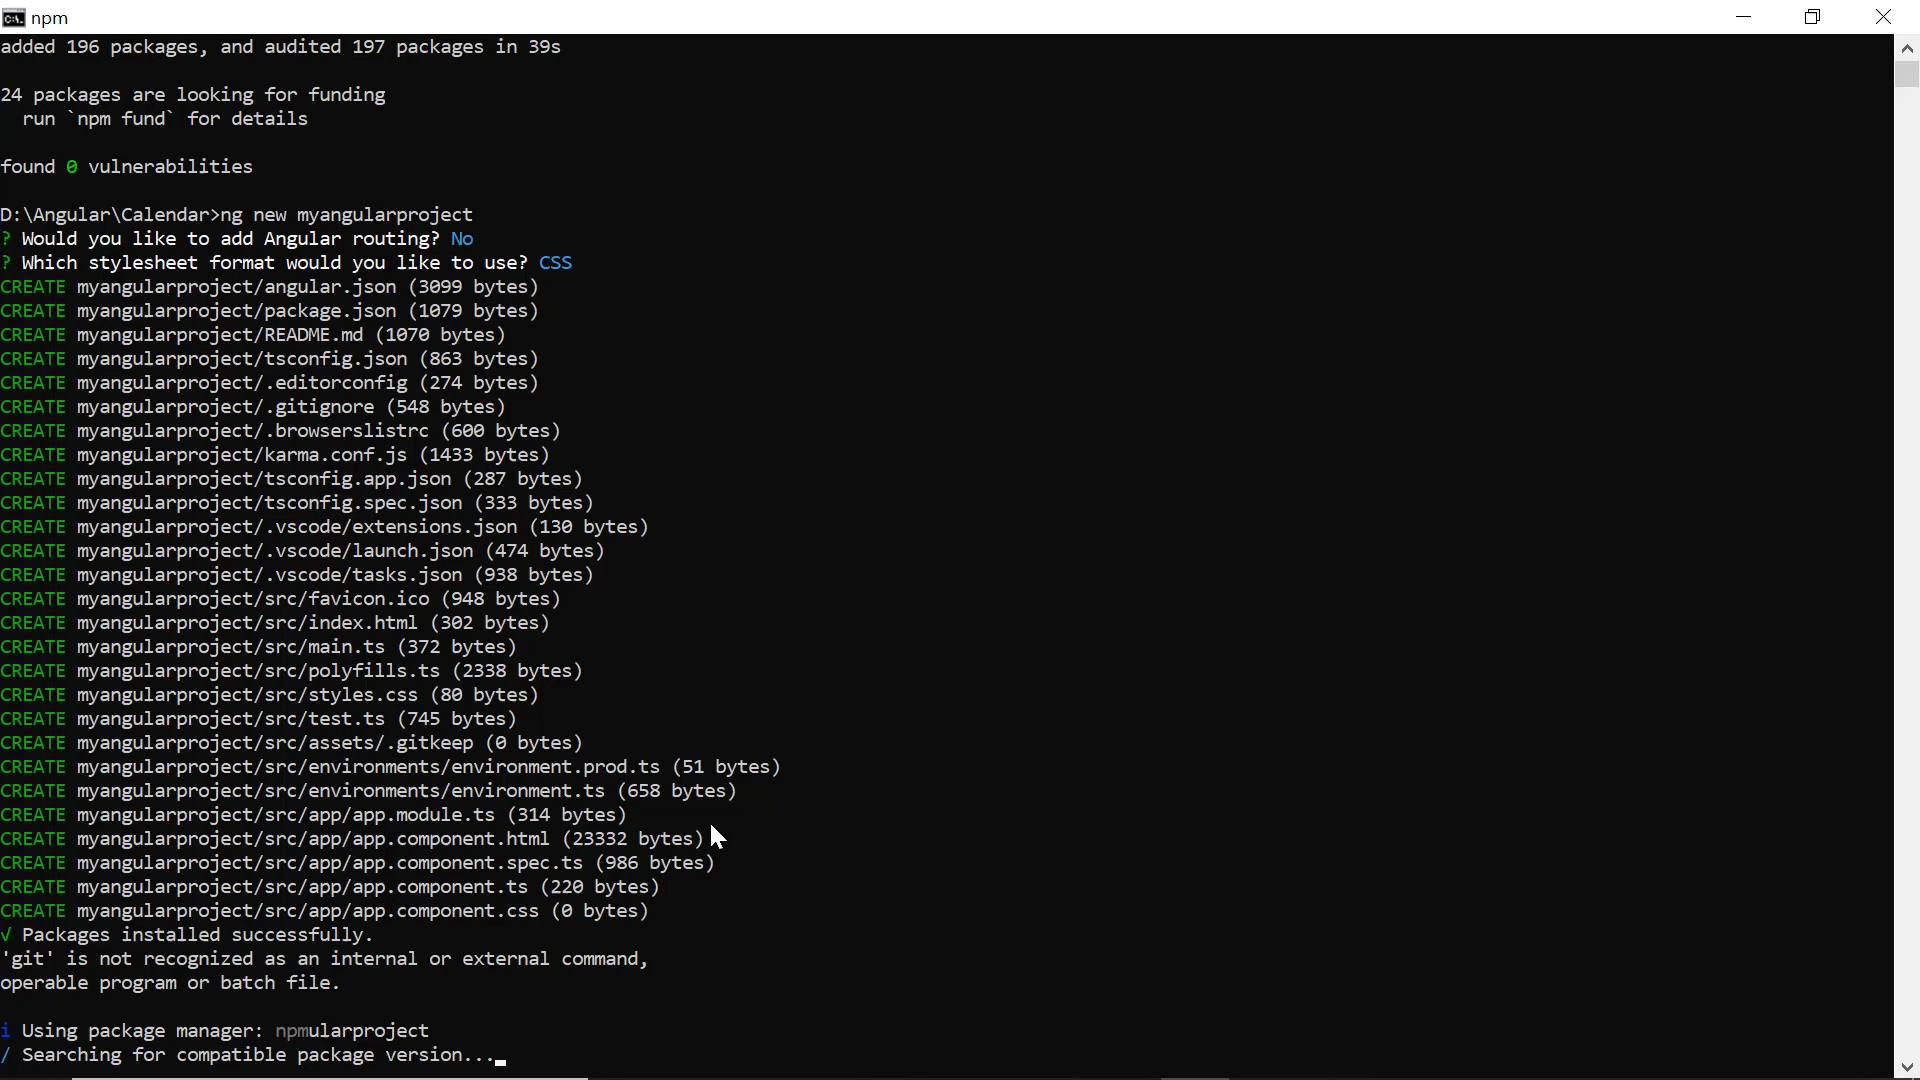 npm
added 196 packages, and audited 197 packages in 39s
24 packages are looking for funding
run `npm fund` for details
found 0 vulnerabilities
D:\Angular\Calendar>ng new myangularproject
? Would you like to add Angular routing? No
? Which stylesheet format would you like to use? CSS
CREATE myangularproject/angular.json (3099 bytes)
CREATE myangularproject/package.json (1079 bytes)
CREATE myangularproject/README.md (1070 bytes)
CREATE myangularproject/tsconfig.json (863 bytes)
CREATE myangularproject/.editorconfig (274 bytes)
CREATE myangularproject/.gitignore (548 bytes)
CREATE myangularproject/.browserslistrc (600 bytes)
CREATE myangularproject/karma.conf.js (1433 bytes)
CREATE myangularproject/tsconfig.app.json (287 bytes)
CREATE myangularproject/tsconfig.spec.json (333 bytes)
CREATE myangularproject/.vscode/extensions.json (130 bytes)
CREATE myangularproject/.vscode/launch.json (474 bytes)
CREATE myangularproject/.vscode/tasks.json (938 bytes)
CREATE myangularproject/src/favicon.ico (948 bytes)
CREATE myangularproject/src/index.html (302 bytes)
CREATE myangularproject/src/main.ts (372 bytes)
CREATE myangularproject/src/polyfills.ts (2338 bytes)
CREATE myangularproject/src/styles.css (80 bytes)
CREATE myangularproject/src/test.ts (745 bytes)
CREATE myangularproject/src/assets/.gitkeep (0 bytes)
CREATE myangularproject/src/environments/environment.prod.ts (51 bytes)
CREATE myangularproject/src/environments/environment.ts (658 bytes)
CREATE myangularproject/src/app/app.module.ts (314 bytes)
CREATE myangularproject/src/app/app.component.html (23332 bytes)
CREATE myangularproject/src/app/app.component.spec.ts (986 bytes)
CREATE myangularproject/src/app/app.component.ts (220 bytes)
CREATE myangularproject/src/app/app.component.css (0 bytes)
√ Packages installed successfully.
'git' is not recognized as an internal or external command,
operable program or batch file.
i Using package manager: npmularproject
/ Searching for compatible package version..._